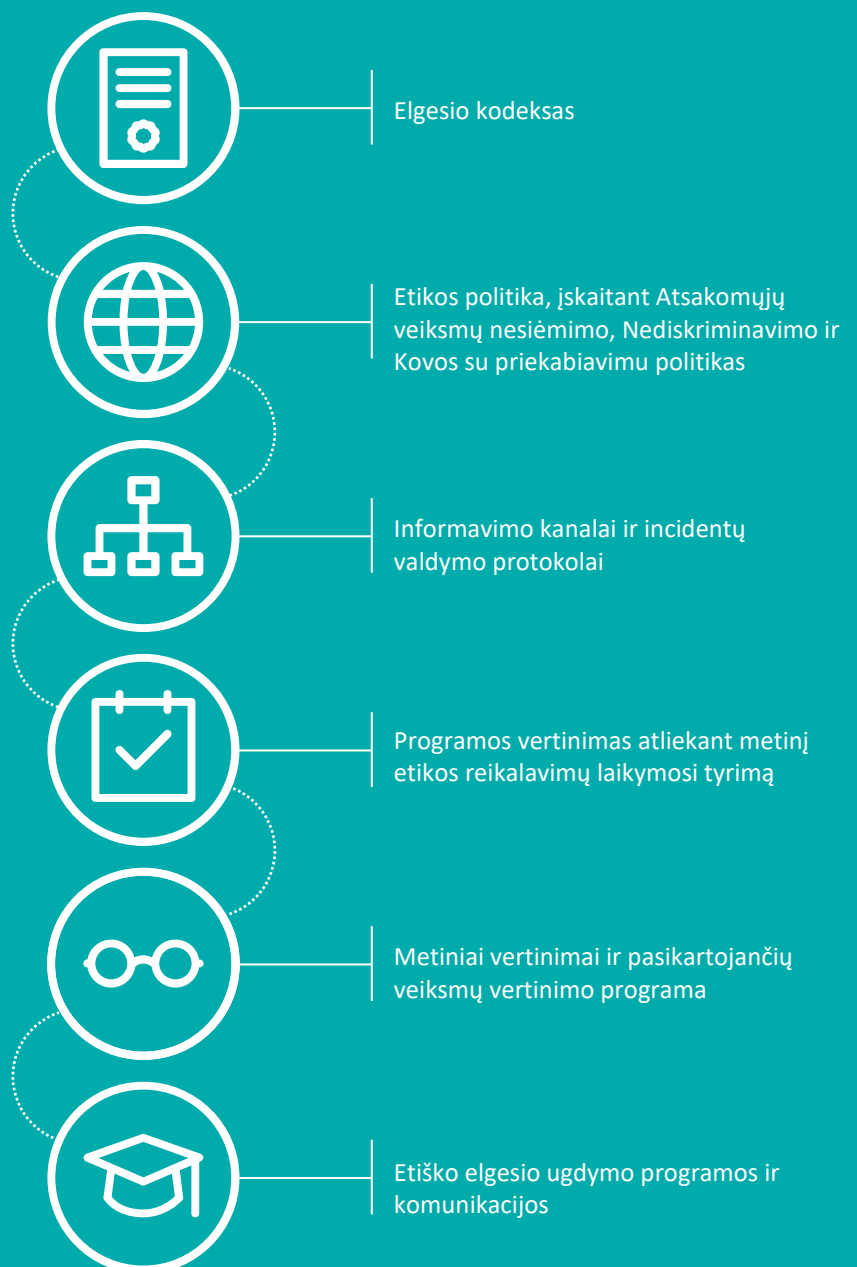 Elgesio kodeksas
Etikos politika, įskaitant Atsakomųjų
veiksmų nesiėmimo, Nediskriminavimo ir
Kovos su priekabiavimu politikas
Informavimo kanalai ir incidentų
valdymo protokolai
Programos vertinimas atliekant metinį
etikos reikalavimų laikymosi tyrimą
Metiniai vertinimai ir pasikartojančių
veiksmų vertinimo programa
Etiško elgesio ugdymo programos ir
komunikacijos